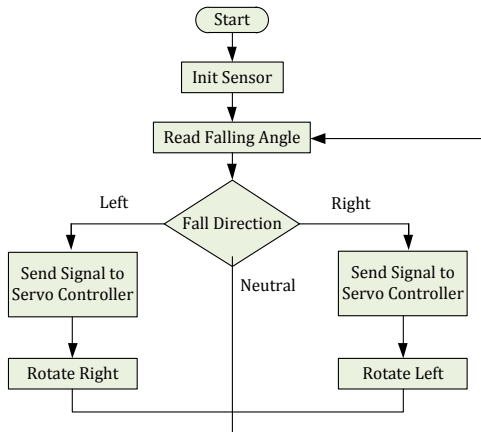 Start
Init Sensor
Read Falling Angle
Left
Fall Direction
Right
Send Signal to
Servo Controller
Send Signal to
Servo Controller
Neutral
Rotate Right
Rotate Left